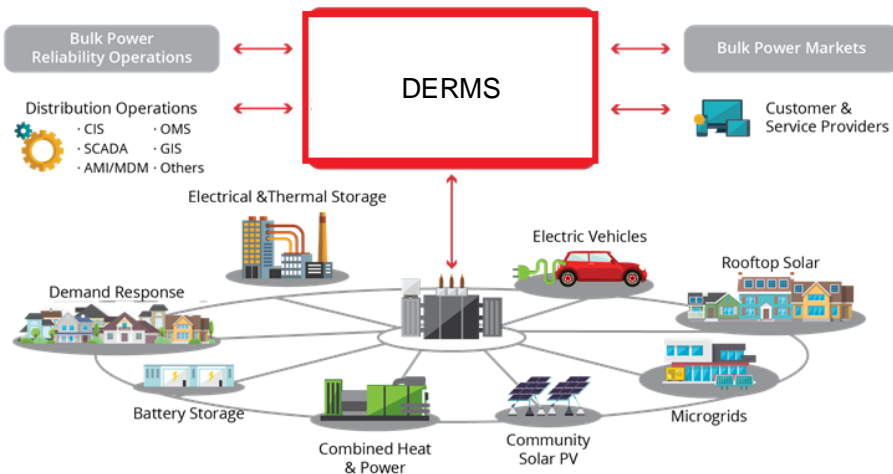 Bulk Power
Reliability Operations
DERMS
Bulk Power Markets
Distribution Operations
· CIS · OMS
· SCADA · GIS
· AMI/MDM · Others
Customer &
Service Providers
Electrical &Thermal Storage
Electric Vehicles
Rooftop Solar
Demand Response
Battery Storage
Microgrids
Combined Heat
& Power
Community
Solar PV